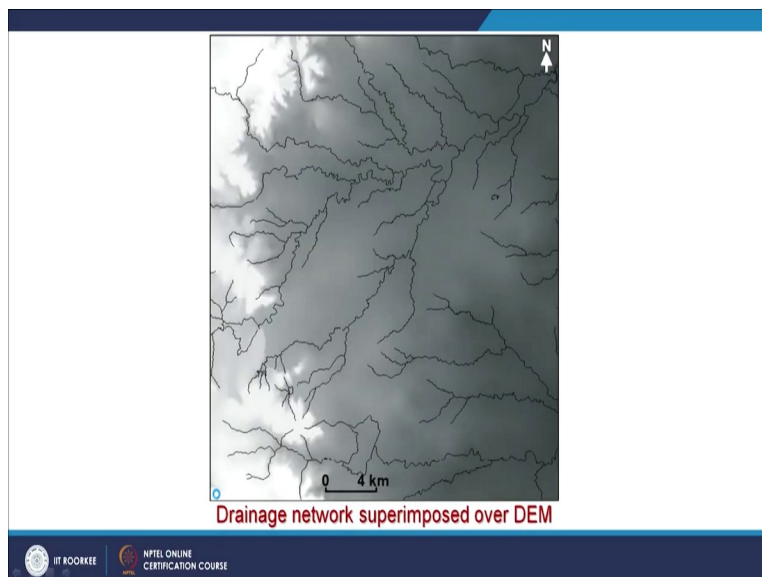 N
0 4 km
Drainage network superimposed over DEM
IIT ROORKEE
NPTEL ONLINE
CERTIFICATION COURSE